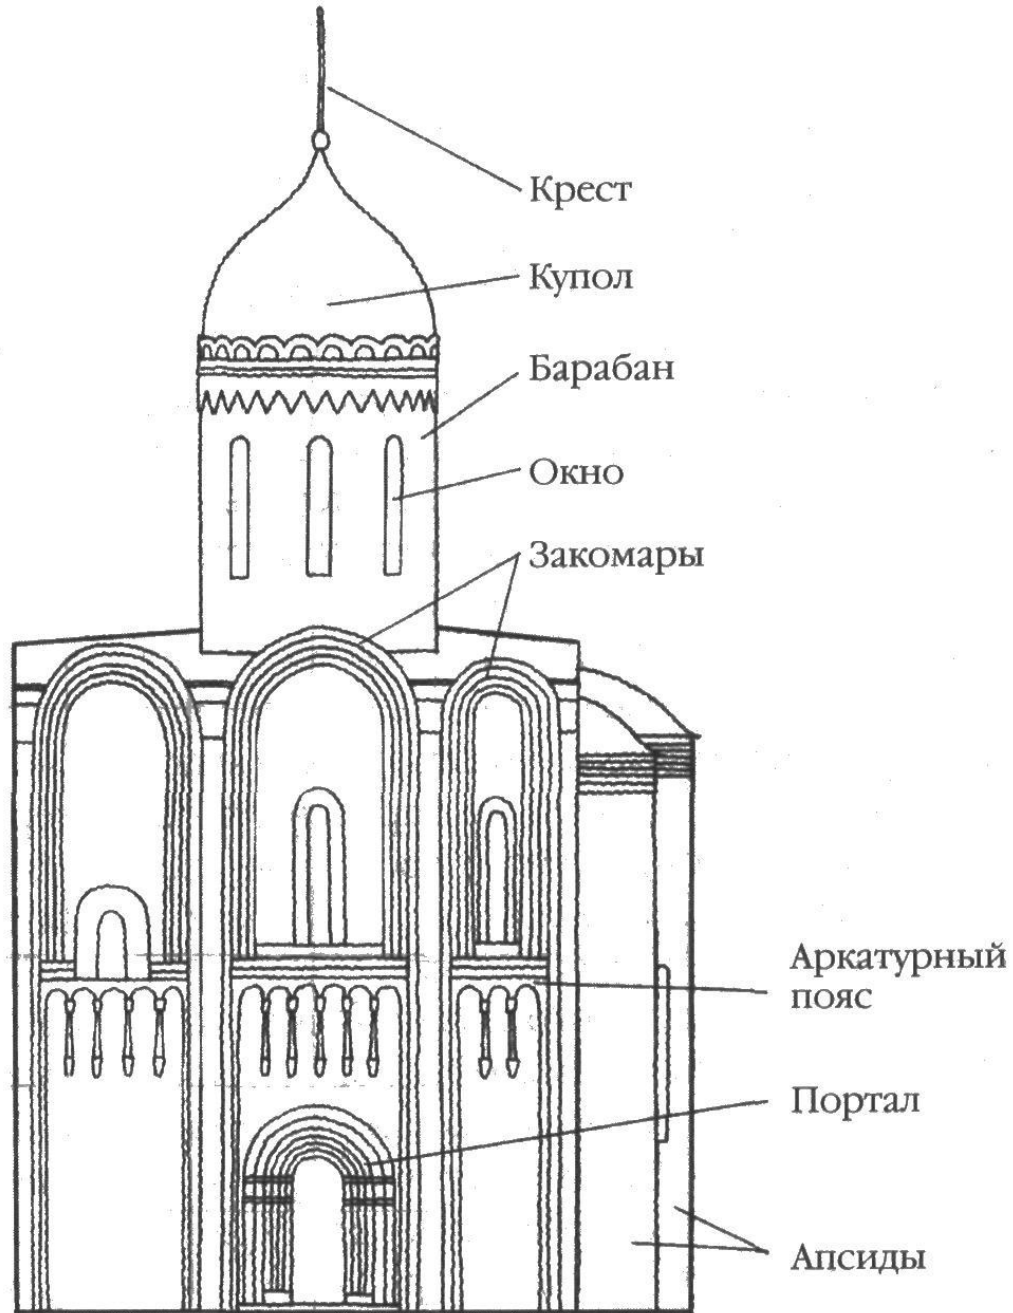 Крест
Купол
Барабан
Окно
Закомары
Аркатурный
пояс
Портал
Апсиды